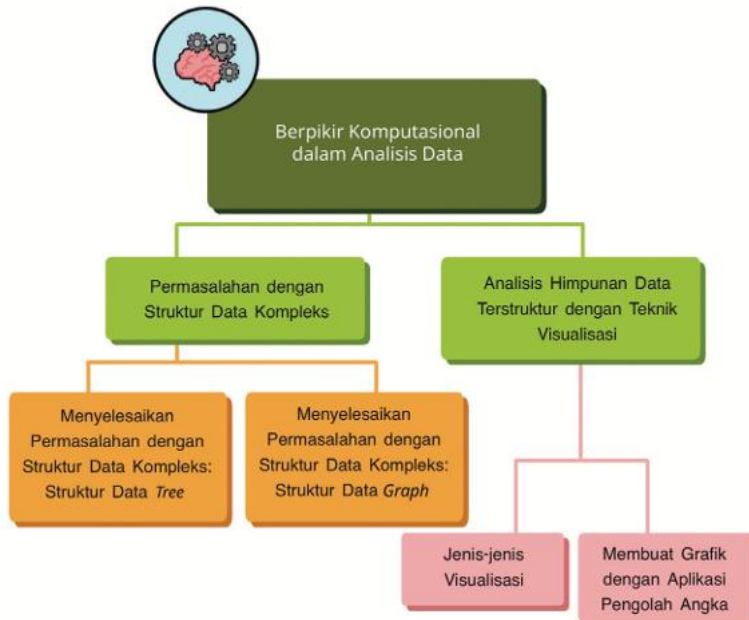 Berpikir Komputasional
dalam Analisis Data
Permasalahan dengan
Struktur Data Kompleks
Analisis Himpunan Data
Terstruktur dengan Teknik
Visualisasi
Menyelesaikan
Permasalahan dengan
Struktur Data Kompleks:
Struktur Data Tree
Menyelesaikan
Permasalahan dengan
Struktur Data Kompleks:
Struktur Data Graph
Jenis-jenis
Visualisasi
Membuat Grafik
dengan Aplikasi
Pengolah Angka